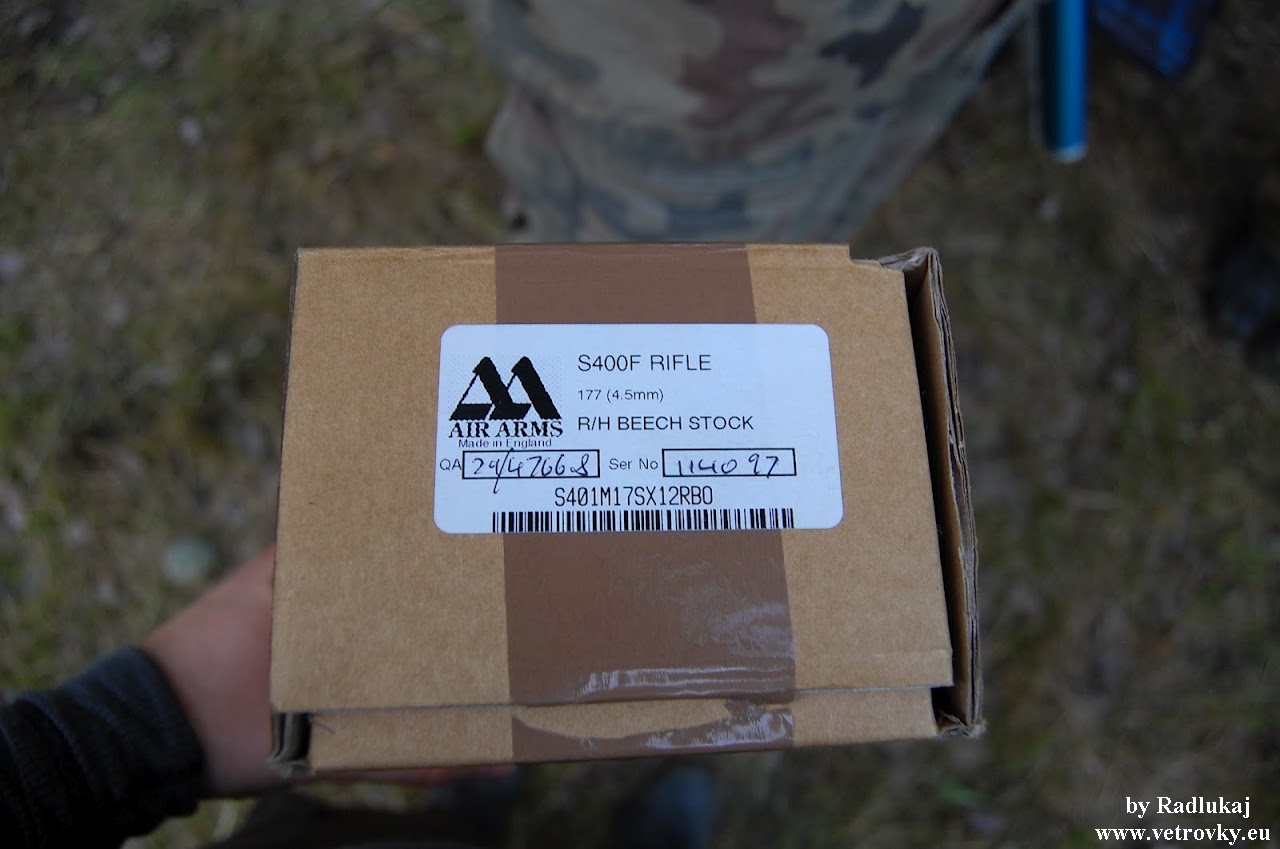 S400F RIFLE
177 (4.5mm)
R/H BEECH STOCK
AIR ARMS
Made in England
QA 29/47668 Ser No 114097
S401M17SX12RB0
by Radlukaj
www.vetrovky.eu